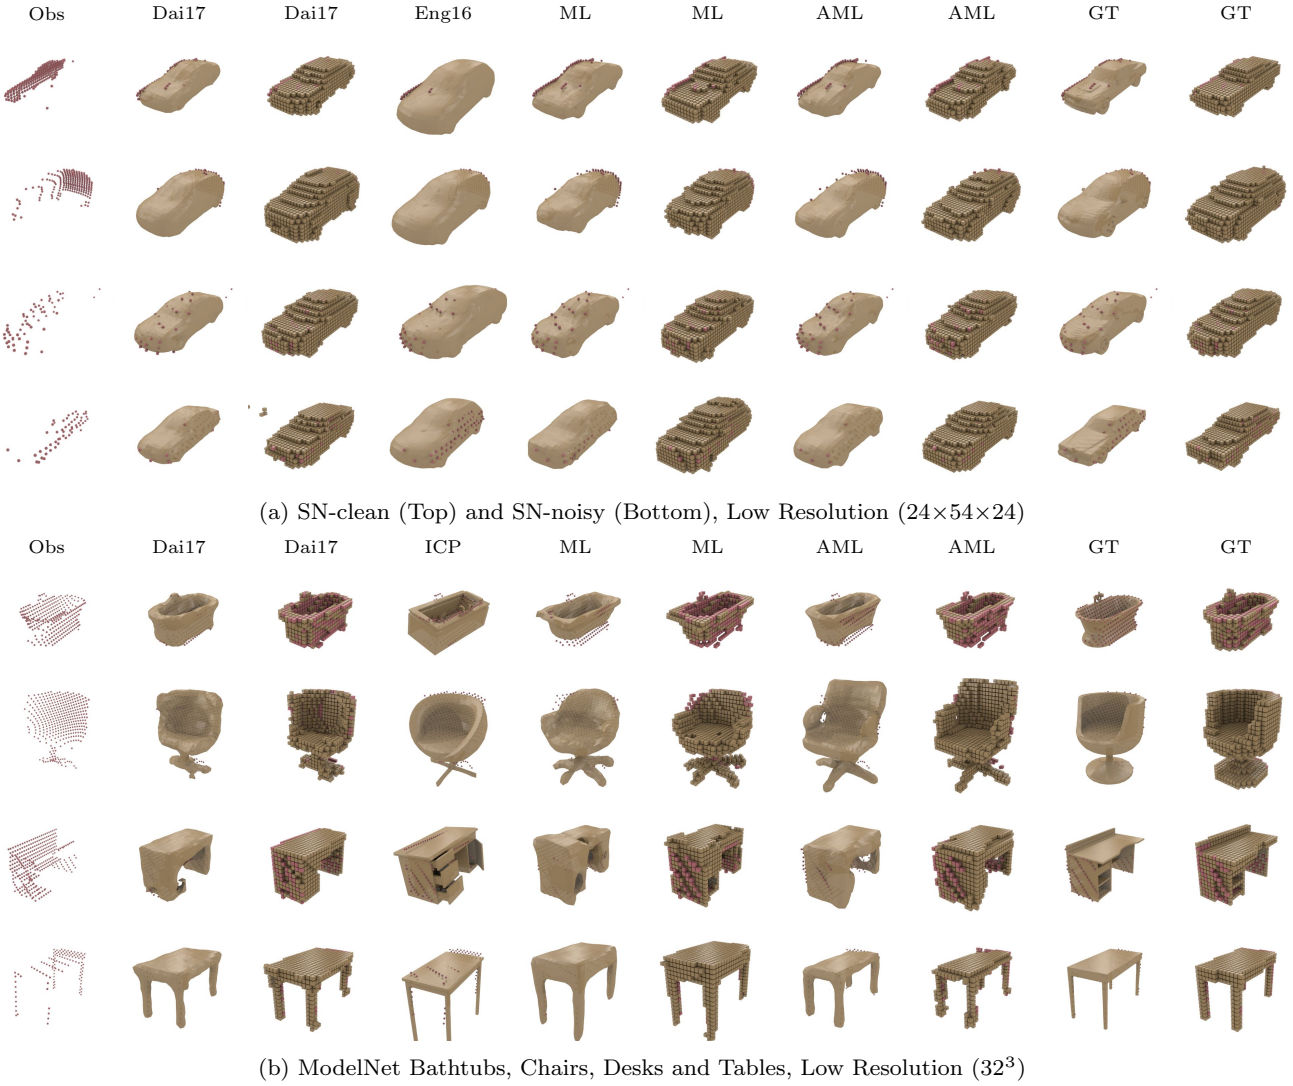 Obs Dai17 Dai17 Eng16 ML ML AML AML GT GT
(a) SN-clean (Top) and SN-noisy (Bottom), Low Resolution (24×54×24)
Obs Dai17 Dai17 ICP ML ML AML AML GT GT
(b) ModelNet Bathtubs, Chairs, Desks and Tables, Low Resolution (32³)